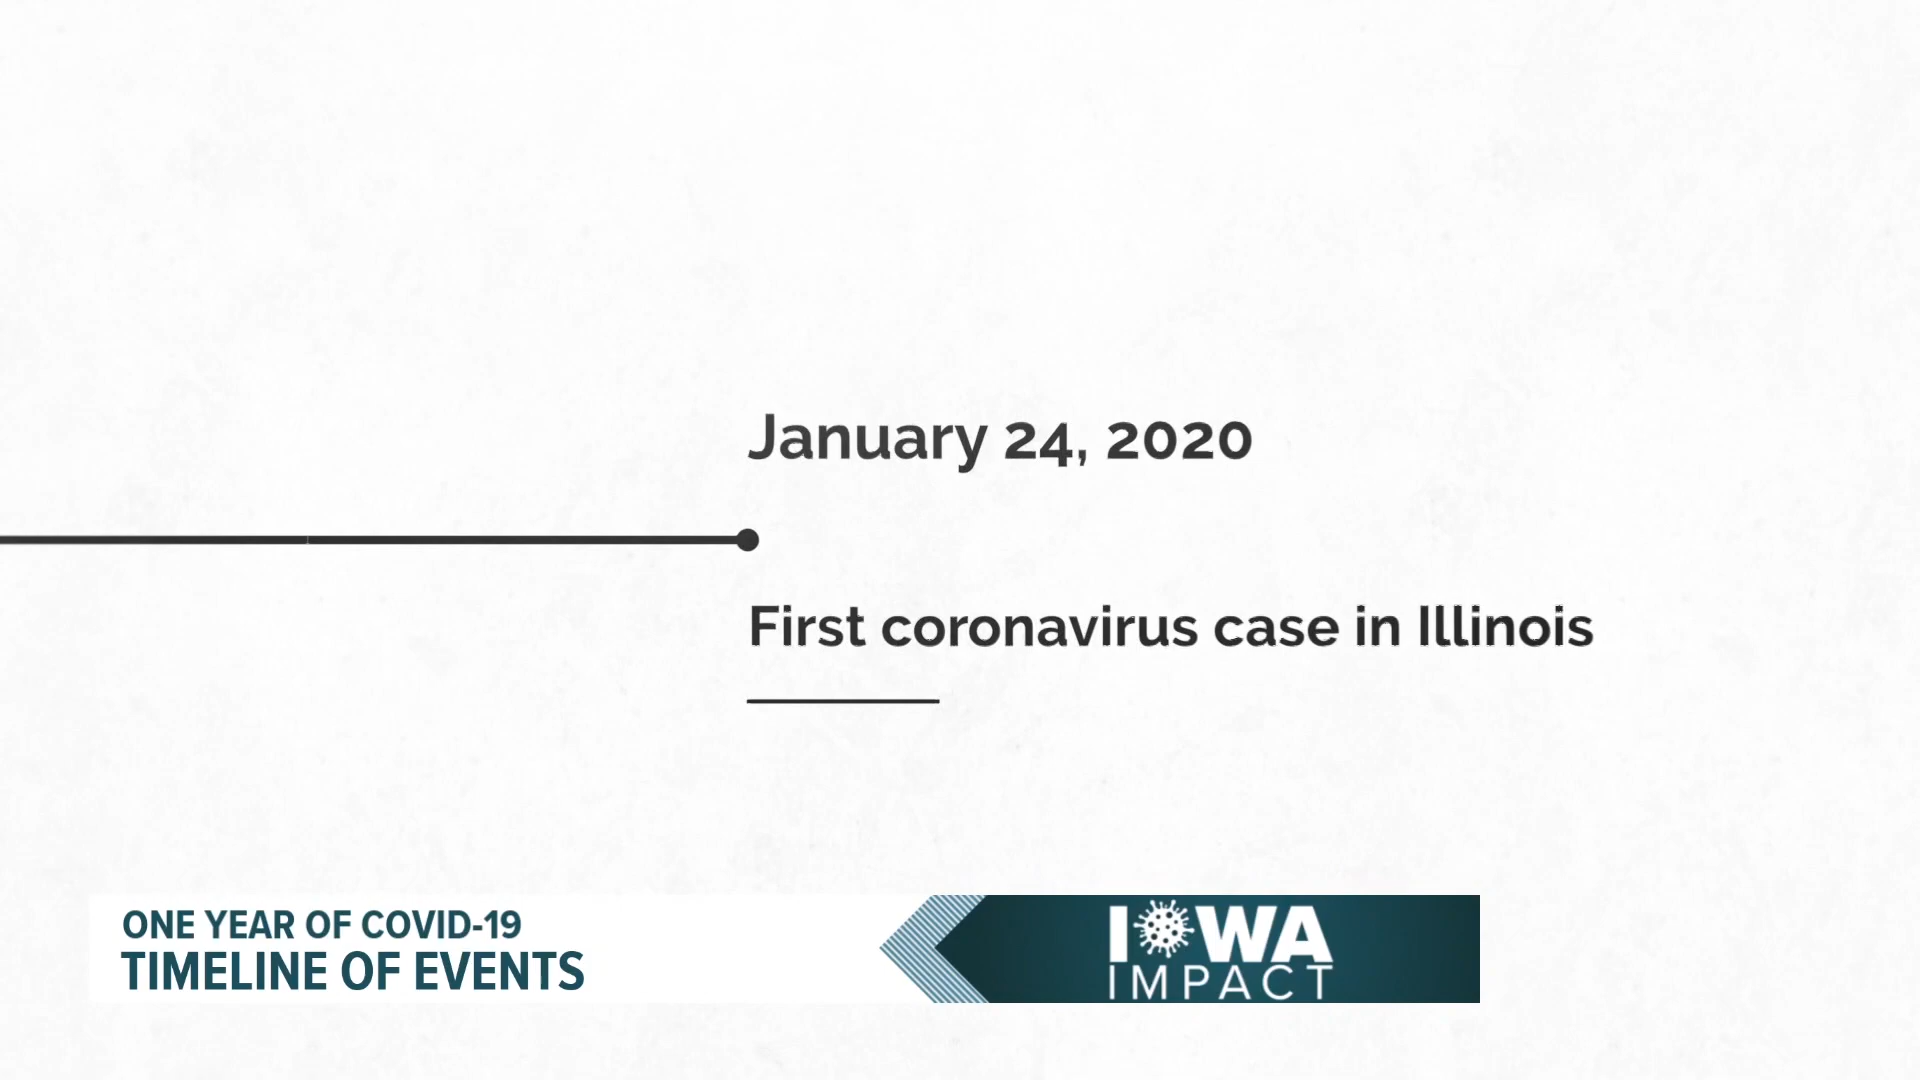 January 24, 2020
First coronavirus case in Illinois
ONE YEAR OF COVID-19
TIMELINE OF EVENTS
IOWA
IMPACT